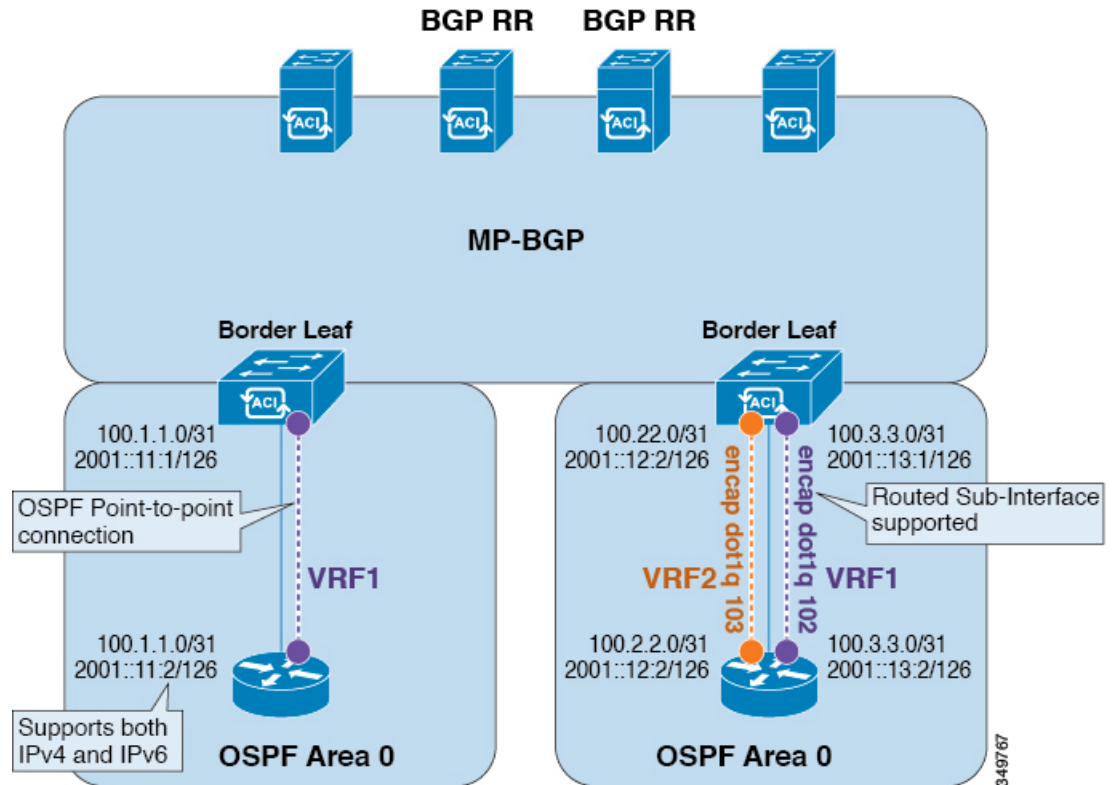 BGP RR BGP RR
ACI ACI ACI ACI
MP-BGP
Border Leaf
ACI
100.1.1.0/31
2001::11:1/126
OSPF Point-to-point
connection
VRF1
100.1.1.0/31
2001::11:2/126
Supports both
IPv4 and IPv6
OSPF Area 0
Border Leaf
ACI
100.22.0/31
2001::12:2/126
100.3.3.0/31
2001::13:1/126
Routed Sub-Interface
supported
VRF2
encap dot1q 103
encap dot1q 102
VRF1
100.2.2.0/31
2001::12:2/126
100.3.3.0/31
2001::13:2/126
OSPF Area 0
349767